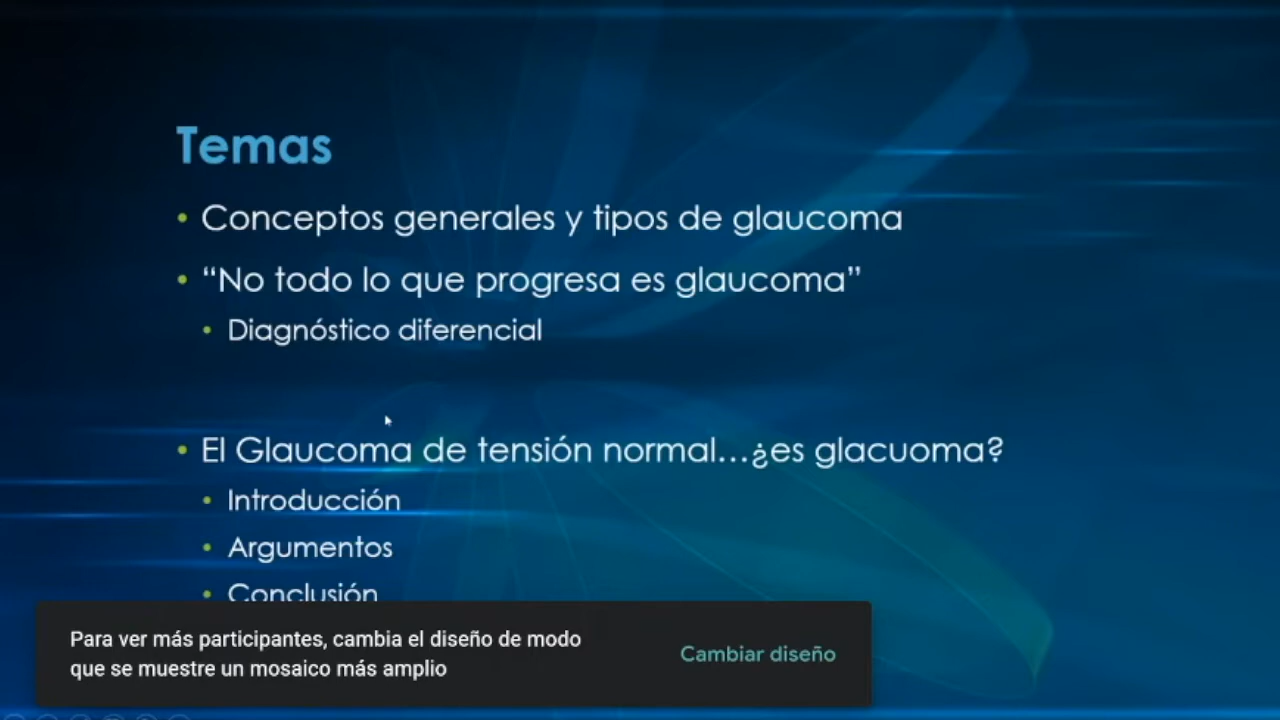 Temas
• Conceptos generales y tipos de glaucoma
• “No todo lo que progresa es glaucoma”
• Diagnóstico diferencial
• El Glaucoma de tensión normal...¿es glacuoma?
• Introducción
• Argumentos
• Conclusión
Para ver más participantes, cambia el diseño de modo
que se muestre un mosaico más amplio
Cambiar diseño